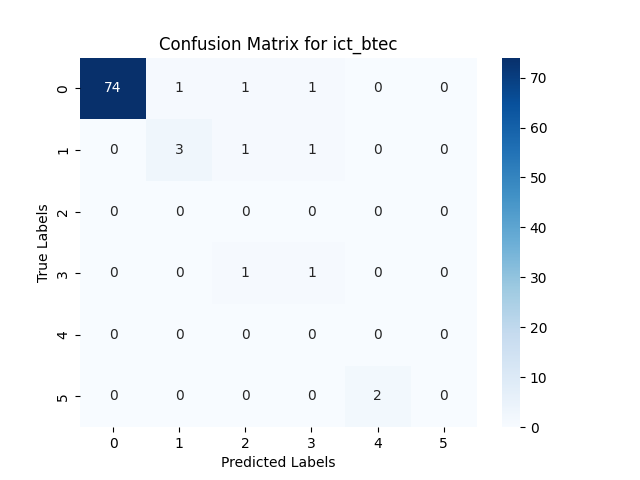 Confusion Matrix for ict_btec
0 74 1 1 1 0 0
1 0 3 1 1 0 0
2 0 0 0 0 0 0
3 0 0 1 1 0 0
4 0 0 0 0 0 0
5 0 0 0 0 2 0
0 1 2 3 4 5
Predicted Labels
True Labels
70
60
50
40
30
20
10
0